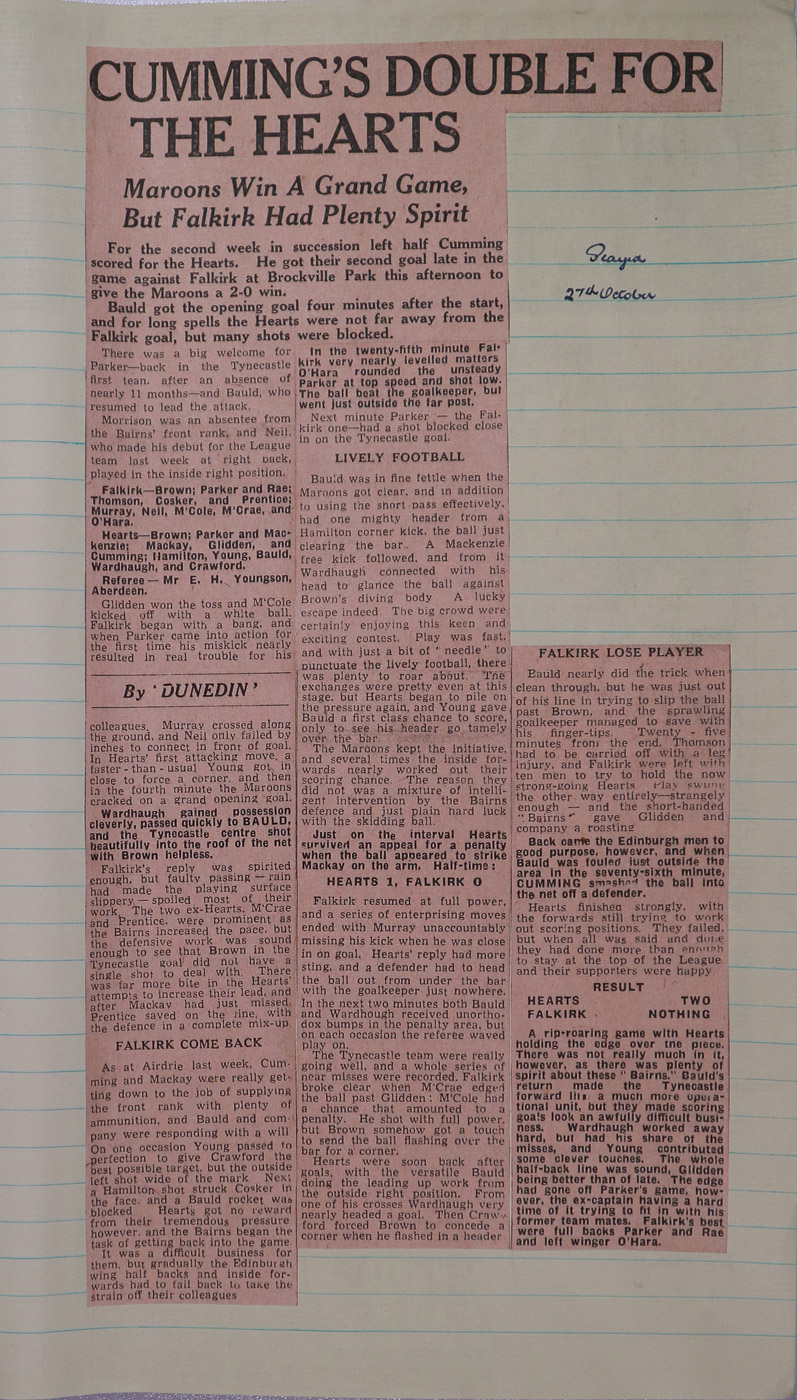 CUMMING'S DOUBLE FOR
THE HEARTS
Maroons Win A Grand Game,
But Falkirk Had Plenty Spirit
27th October
For the second week in succession left half Cumming
scored for the Hearts. He got their second goal late in the
game against Falkirk at Brockville Park this afternoon to
give the Maroons a 2-0 win.
Bauld got the opening goal four minutes after the start,
and for long spells the Hearts were not far away from the
Falkirk goal, but many shots were blocked.
There was a big welcome for
Parker—back in the Tynecastle
first team, after an absence of
nearly 11 months—and Bauld, who
resumed to lead the attack.
Morrison was an absentee from
the Bairns' front rank, and Neil,
who made his debut for the League
team last week at right back,
played in the inside right position.
Falkirk—Brown; Parker and Rae;
Thomson, Cosker, and Prentice;
Murray, Neil, M'Cole, M'Crae, and
O'Hara.
Hearts—Brown; Parker and Mac-
kenzie; Mackay, Glidden, and
Cumming; Hamilton, Young, Bauld,
Wardhaugh, and Crawford.
Referee — Mr E. H. Youngson,
Aberdeen.
Glidden won the toss and M'Cole
kicked off with a white ball.
Falkirk began with a bang, and
when Parker came into action for
the first time his miskick nearly
resulted in real trouble for his
By 'DUNEDIN'
colleagues. Murray crossed along
the ground, and Neil only failed by
inches to connect in front of goal.
In Hearts' first attacking move, a
faster - than - usual Young got in
close to force a corner, and then
in the fourth minute the Maroons
cracked on a grand opening goal.
Wardhaugh gained possession
cleverly, passed quickly to BAULD,
and the Tynecastle centre shot
beautifully into the roof of the net
with Brown helpless.
Falkirk's reply was spirited
enough, but faulty passing — rain
had made the playing surface
slippery — spoiled most of their
work. The two ex-Hearts, M'Crae
and Prentice, were prominent as
the Bairns increased the pace, but
the defensive work was sound
enough to see that Brown in the
Tynecastle goal did not have a
single shot to deal with. There
was far more bite in the Hearts'
attempts to increase their lead, and
after Mackay had just missed,
Prentice saved on the line, with
the defence in a complete mix-up.
FALKIRK COME BACK
As at Airdrie last week, Cum-
ming and Mackay were really get-
ting down to the job of supplying
the front rank with plenty of
ammunition, and Bauld and com-
pany were responding with a will
On one occasion Young passed to
perfection to give Crawford the
best possible target, but the outside
left shot wide of the mark Next
a Hamilton shot struck Cosker in
the face, and a Bauld rocket was
blocked Hearts got no reward
from their tremendous pressure
however, and the Bairns began the
task of getting back into the game.
It was a difficult business for
them, but gradually the Edinburgh
wing half backs and inside for-
wards had to fall back to take the
strain off their colleagues
In the twenty-fifth minute Fal-
kirk very nearly levelled matters
O'Hara rounded the unsteady
Parker at top speed and shot low.
The ball beat the goalkeeper, but
went just outside the far post.
Next minute Parker — the Fal-
kirk one—had a shot blocked close
in on the Tynecastle goal.
LIVELY FOOTBALL
Bauld was in fine fettle when the
Maroons got clear, and in addition
to using the short pass effectively,
had one mighty header from a
Hamilton corner kick, the ball just
clearing the bar. A Mackenzie
free kick followed, and from it
Wardhaugh connected with his
head to glance the ball against
Brown's diving body A lucky
escape indeed. The big crowd were
certainly enjoying this keen and
exciting contest. Play was fast,
and with just a bit of "needle" to
punctuate the lively football, there
was plenty to roar about. The
exchanges were pretty even at this
stage, but Hearts began to pile on
the pressure again, and Young gave
Bauld a first class chance to score,
only to see his header go tamely
over the bar
The Maroons kept the initiative,
and several times the inside for-
wards nearly worked out their
scoring chance. The reason they
did not was a mixture of intelli-
gent intervention by the Bairns
defence and just plain hard luck
with the skidding ball.
Just on the interval Hearts
survived an appeal for a penalty
when the ball appeared to strike
Mackay on the arm. Half-time:
HEARTS 1, FALKIRK 0
Falkirk resumed at full power,
and a series of enterprising moves
ended with Murray unaccountably
missing his kick when he was close
in on goal. Hearts' reply had more
sting, and a defender had to head
the ball out from under the bar
with the goalkeeper just nowhere.
In the next two minutes both Bauld
and Wardhough received unortho-
dox bumps in the penalty area, but
on each occasion the referee waved
play on.
The Tynecastle team were really
going well, and a whole series of
near misses were recorded. Falkirk
broke clear when M'Crae edged
the ball past Glidden: M'Cole had
a chance that amounted to a
penalty. He shot with full power,
but Brown somehow got a touch
to send the ball flashing over the
bar for a corner.
Hearts were soon back after
goals, with the versatile Bauld
doing the leading up work from
the outside right position. From
one of his crosses Wardhaugh very
nearly headed a goal. Then Craw-
ford forced Brown to concede a
corner when he flashed in a header
FALKIRK LOSE PLAYER
Bauld nearly did the trick when
clean through, but he was just out
of his line in trying to slip the ball
past Brown, and the sprawling
goalkeeper managed to save with
his finger-tips. Twenty - five
minutes from the end, Thomson
had to be carried off with a leg
injury, and Falkirk were left with
ten men to try to hold the now
strong-going Hearts Play swung
the other way entirely—strangely
enough — and the short-handed
"Bairns" gave Glidden and
company a roasting
Back came the Edinburgh men to
good purpose, however, and when
Bauld was fouled just outside the
area in the seventy-sixth minute,
CUMMING smashed the ball into
the net off a defender.
Hearts finished strongly, with
the forwards still trying to work
out scoring positions. They failed,
but when all was said and done
they had done more than enough
to stay at the top of the League
and their supporters were happy.
RESULT
HEARTS TWO
FALKIRK NOTHING
A rip-roaring game with Hearts
holding the edge over the piece.
There was not really much in it,
however, as there was plenty of
spirit about these "Bairns." Bauld's
return made the Tynecastle
forward line a much more opera-
tional unit, but they made scoring
goals look an awfully difficult busi-
ness. Wardhaugh worked away
hard, but had his share of the
misses, and Young contributed
some clever touches. The whole
half-back line was sound, Glidden
being better than of late. The edge
had gone off Parker's game, how-
ever, the ex-captain having a hard
time of it trying to fit in with his
former team mates. Falkirk's best
were full backs Parker and Rae
and left winger O'Hara.